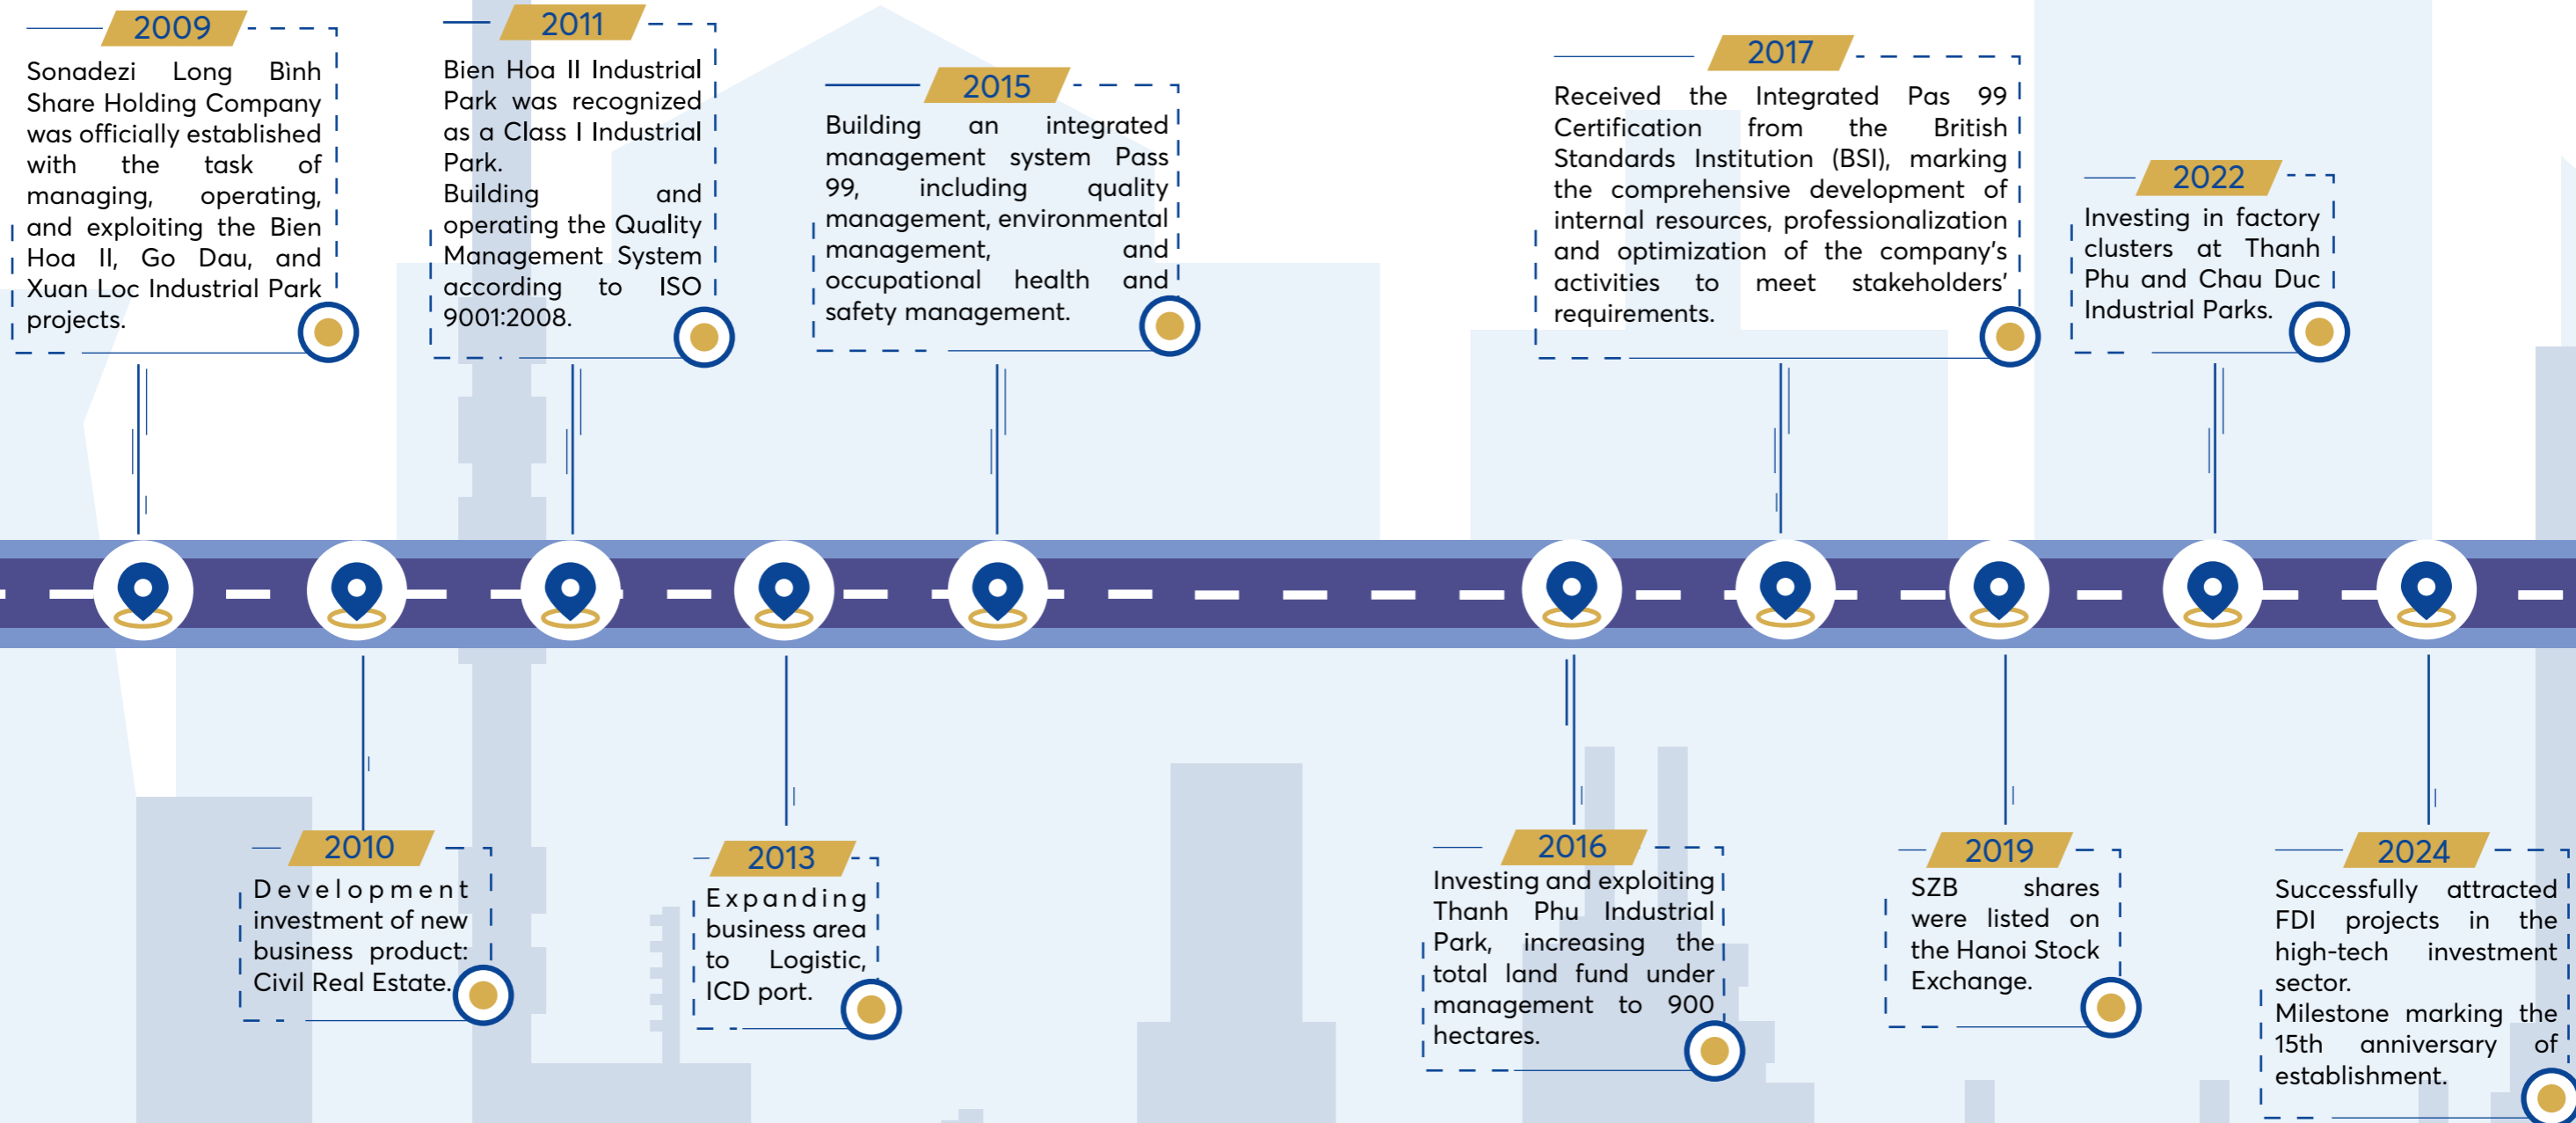 2009
Sonadezi Long Bình
Share Holding Company
was officially established
with the task of
managing, operating,
and exploiting the Bien
Hoa II, Go Dau, and
Xuan Loc Industrial Park
projects.
2011
Bien Hoa II Industrial
Park was recognized
as a Class I Industrial
Park.
Building and
operating the Quality
Management System
according to ISO
9001:2008.
2015
Building an integrated
management system Pass
99, including quality
management, environmental
management, and
occupational health and
safety management.
2017
Received the Integrated Pas 99
Certification from the British
Standards Institution (BSI), marking
the comprehensive development of
internal resources, professionalization
and optimization of the company's
activities to meet stakeholders'
requirements.
2022
Investing in factory
clusters at Thanh
Phu and Chau Duc
Industrial Parks.
2010
Development
investment of new
business product:
Civil Real Estate.
2013
Expanding
business area
to Logistic,
ICD port.
2016
Investing and exploiting
Thanh Phu Industrial
Park, increasing the
total land fund under
management to 900
hectares.
2019
SZB shares
were listed on
the Hanoi Stock
Exchange.
2024
Successfully attracted
FDI projects in the
high-tech investment
sector.
Milestone marking the
15th anniversary of
establishment.